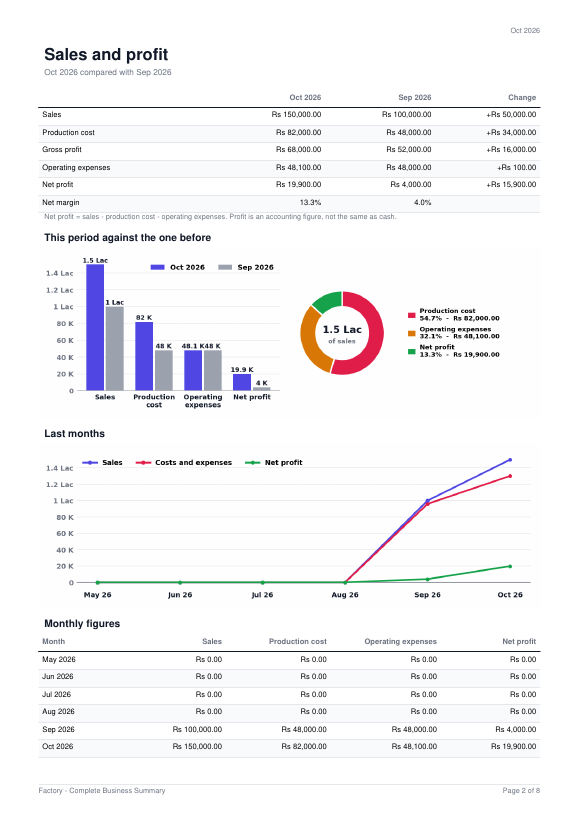 Oct 2026
Sales and profit
Oct 2026 compared with Sep 2026
Oct 2026 Sep 2026 Change
Sales Rs 150,000.00 Rs 100,000.00 +Rs 50,000.00
Production cost Rs 82,000.00 Rs 48,000.00 +Rs 34,000.00
Gross profit Rs 68,000.00 Rs 52,000.00 +Rs 16,000.00
Operating expenses Rs 48,100.00 Rs 48,000.00 +Rs 100.00
Net profit Rs 19,900.00 Rs 4,000.00 +Rs 15,900.00
Net margin 13.3% 4.0%
Net profit = sales - production cost - operating expenses. Profit is an accounting figure, not the same as cash.
This period against the one before
1.5 Lac
Oct 2026 Sep 2026
1.4 Lac
1.2 Lac
1 Lac
1 Lac
80 K
60 K
40 K
20 K
0
82 K
48 K
48.1 K
48 K
19.9 K
4 K
Sales
Production cost
Operating expenses
Net profit
1.5 Lac
of sales
Production cost
54.7% - Rs 82,000.00
Operating expenses
32.1% - Rs 48,100.00
Net profit
13.3% - Rs 19,900.00
Last months
Sales Costs and expenses Net profit
1.4 Lac
1.2 Lac
1 Lac
80 K
60 K
40 K
20 K
0
May 26 Jun 26 Jul 26 Aug 26 Sep 26 Oct 26
Monthly figures
Month Sales Production cost Operating expenses Net profit
May 2026 Rs 0.00 Rs 0.00 Rs 0.00 Rs 0.00
Jun 2026 Rs 0.00 Rs 0.00 Rs 0.00 Rs 0.00
Jul 2026 Rs 0.00 Rs 0.00 Rs 0.00 Rs 0.00
Aug 2026 Rs 0.00 Rs 0.00 Rs 0.00 Rs 0.00
Sep 2026 Rs 100,000.00 Rs 48,000.00 Rs 48,000.00 Rs 4,000.00
Oct 2026 Rs 150,000.00 Rs 82,000.00 Rs 48,100.00 Rs 19,900.00
Factory - Complete Business Summary Page 2 of 8